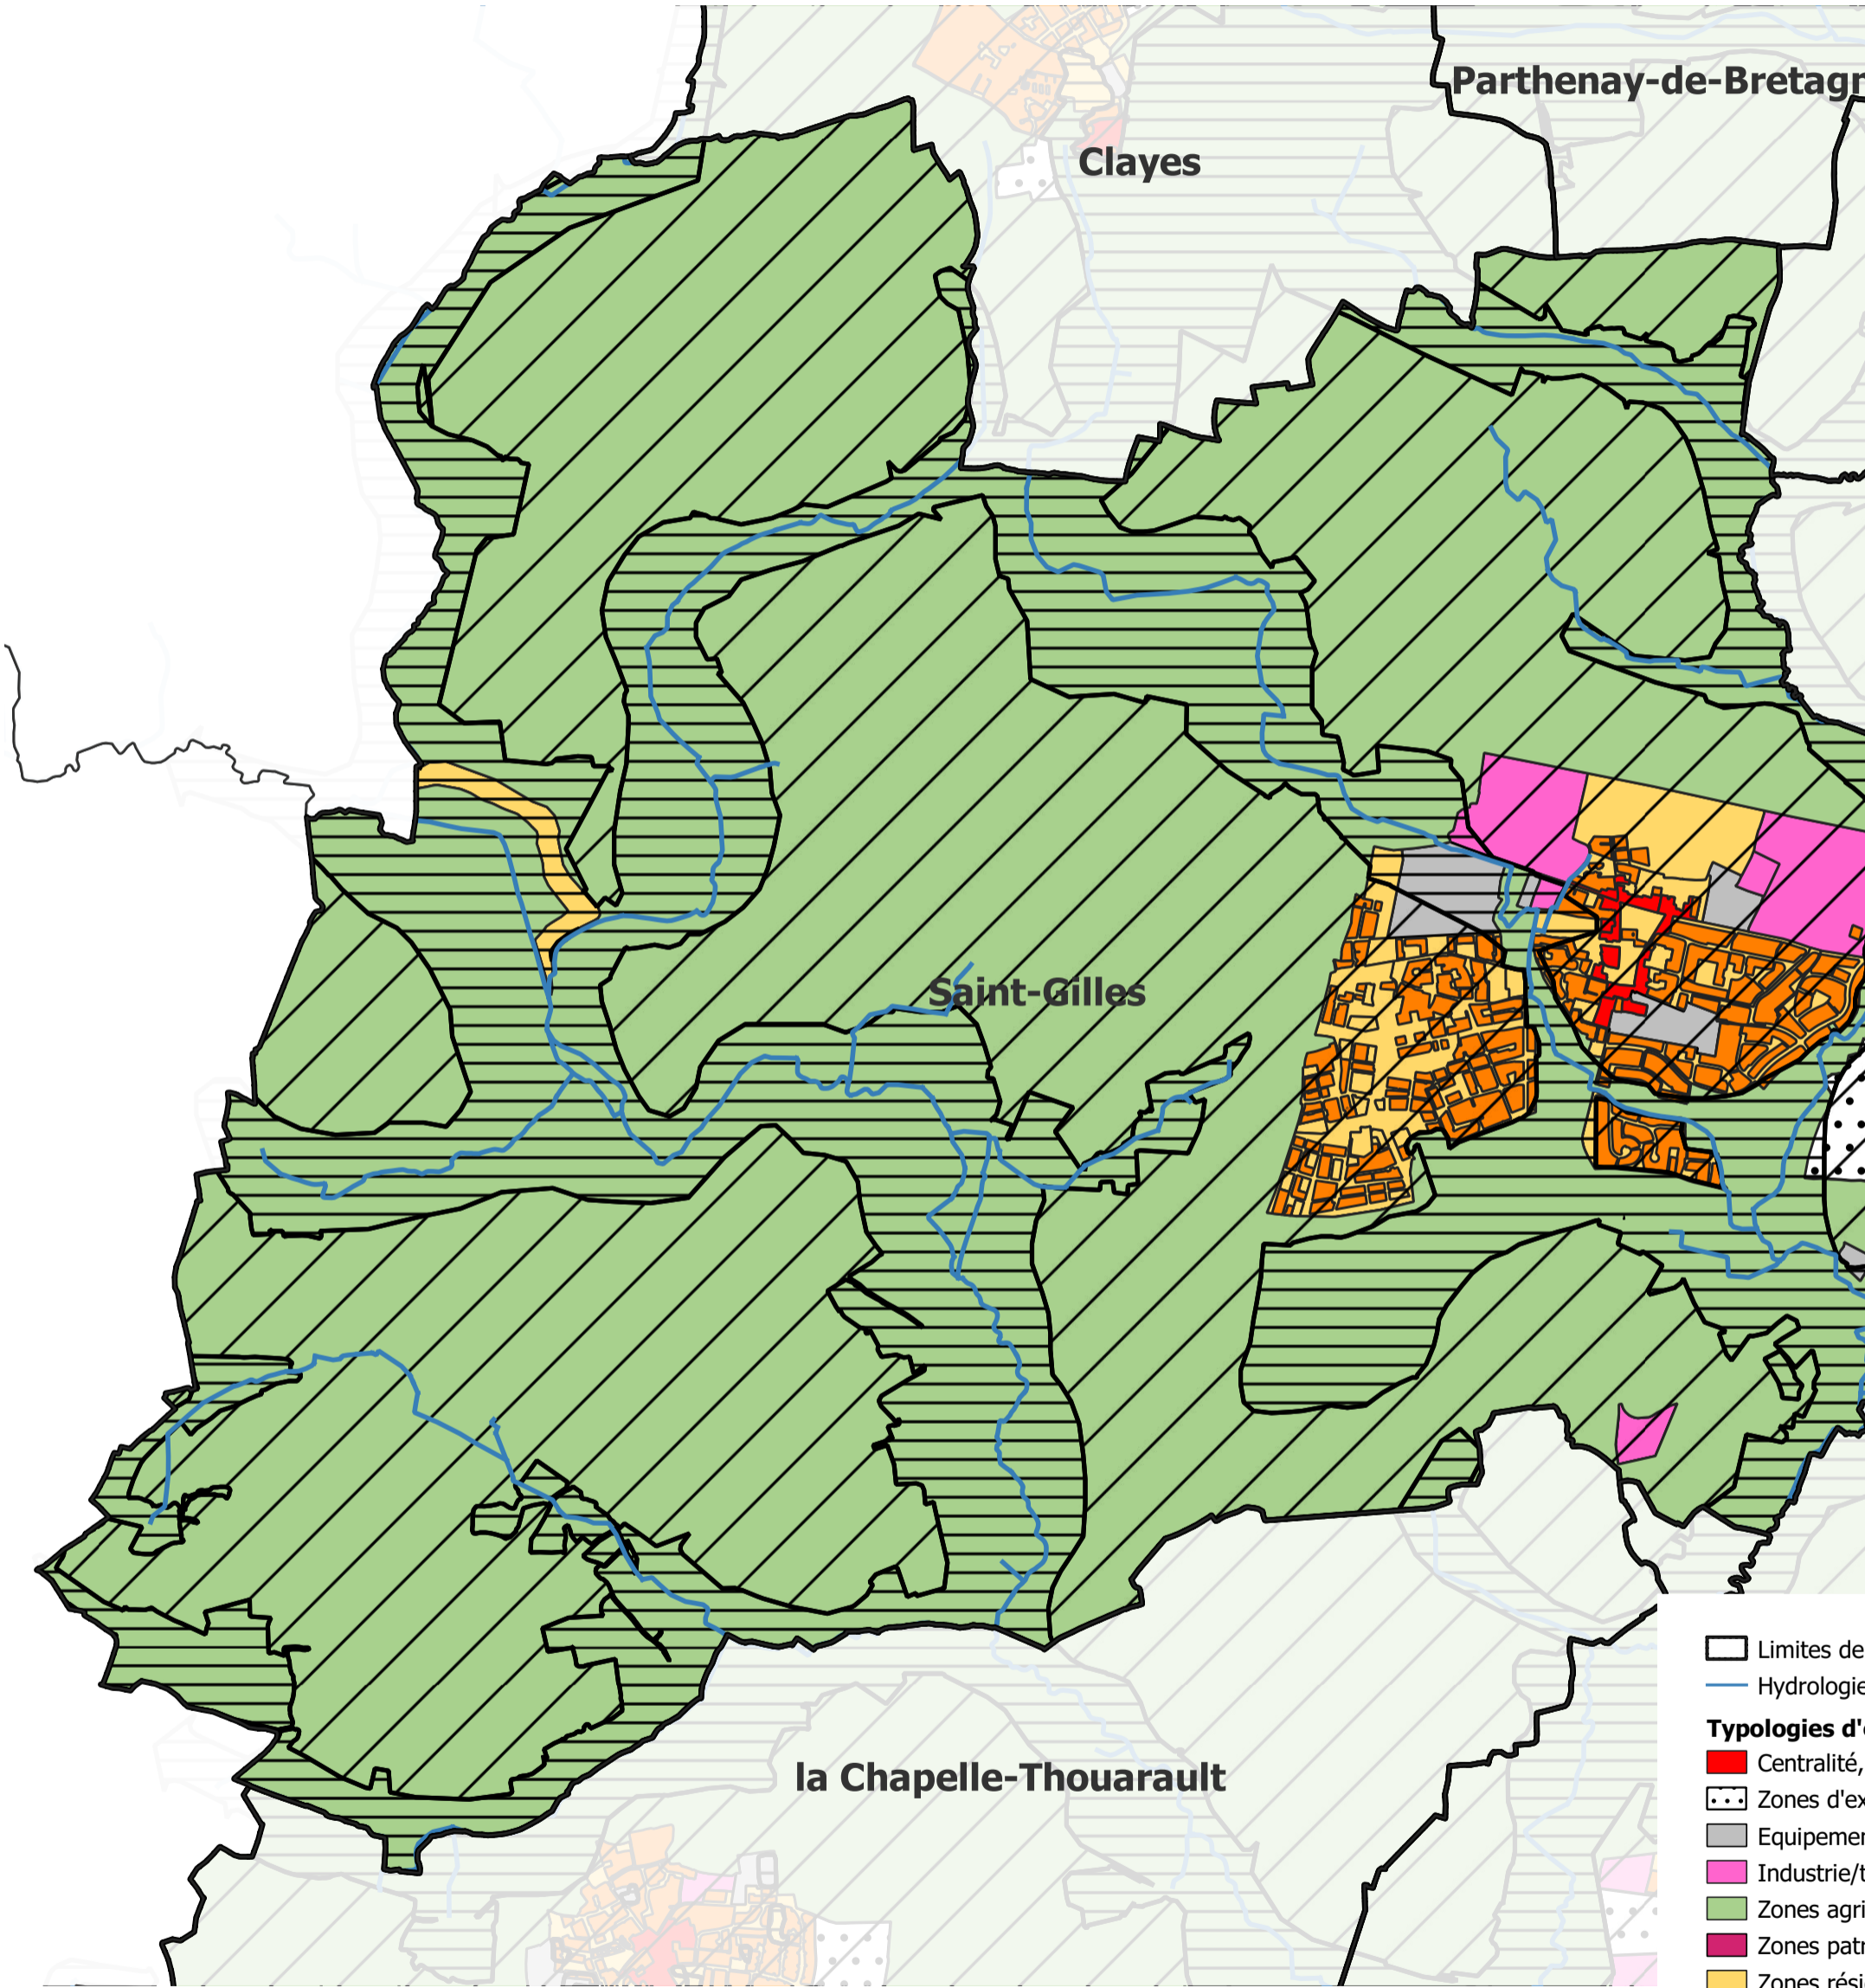 Parthenay-de-Bretagn
Clayes
Saint-Gilles
la Chapelle-Thouarault
Limites de
Hydrologie
Typologies d'
Centralité,
Zones d'ex
Equipemen
Industrie/t
Zones agri
Zones patr
Zones rési